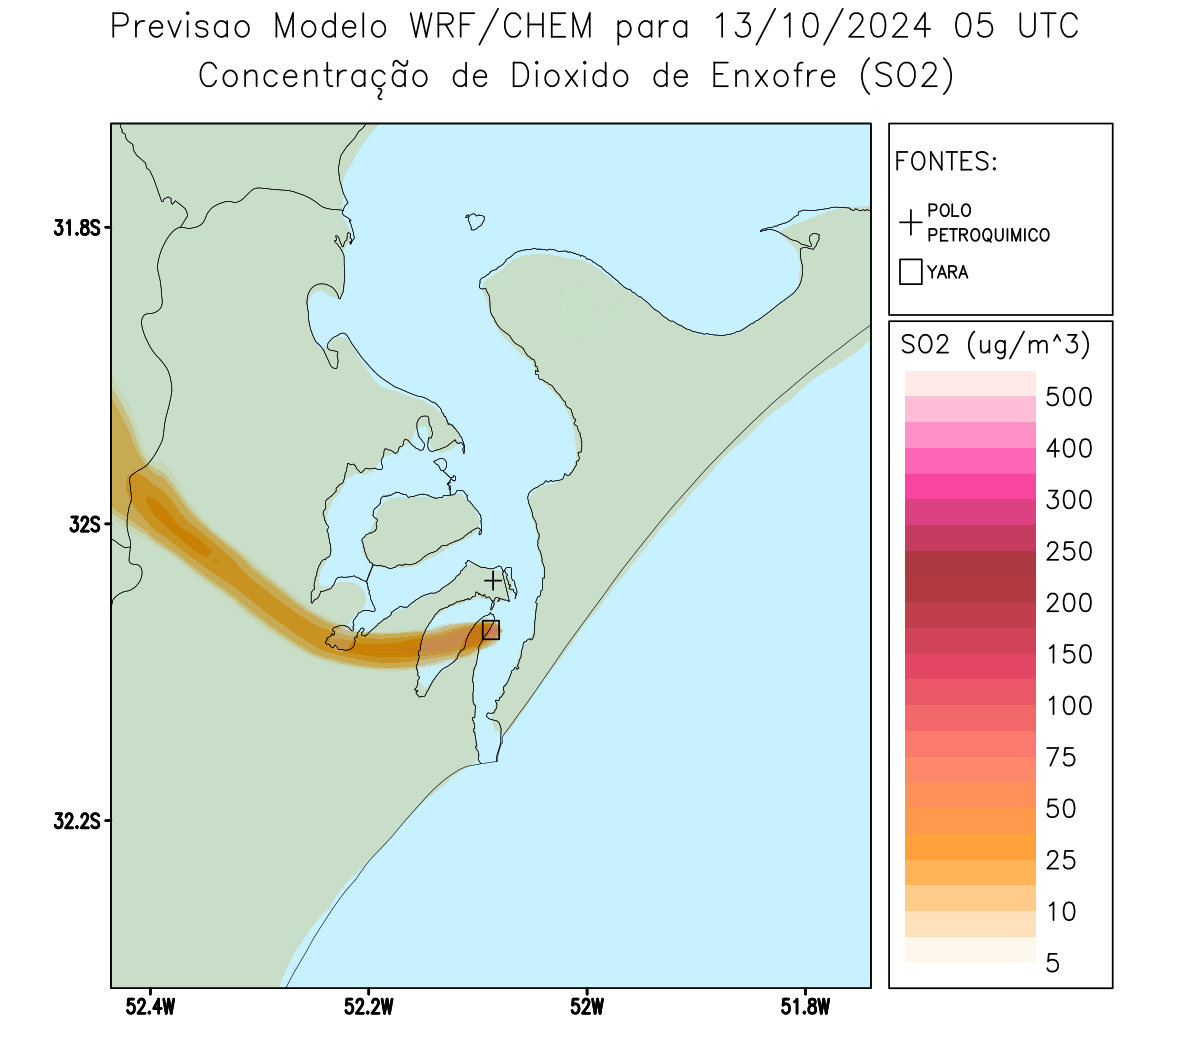 Previsao Modelo WRF/CHEM para 13/10/2024 05 UTC
Concentração de Dioxido de Enxofre (SO2)
FONTES:
POLO
PETROQUIMICO
YARA
31.8S
32S
32.2S
52.4W
52.2W
52W
51.8W
SO2 (ug/m^3)
500
400
300
250
200
150
100
75
50
25
10
5